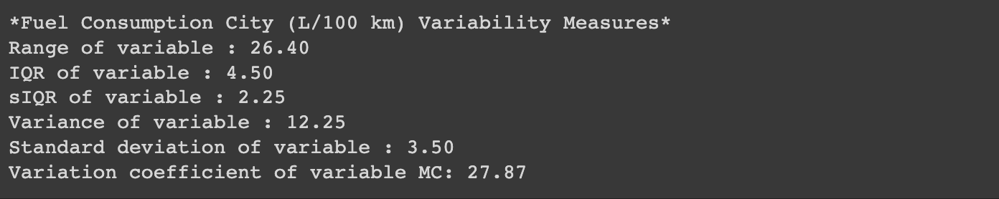 *Fuel Consumption City (L/100 km) Variability Measures*
Range of variable : 26.40
IQR of variable : 4.50
sIQR of variable : 2.25
Variance of variable : 12.25
Standard deviation of variable : 3.50
Variation coefficient of variable MC: 27.87